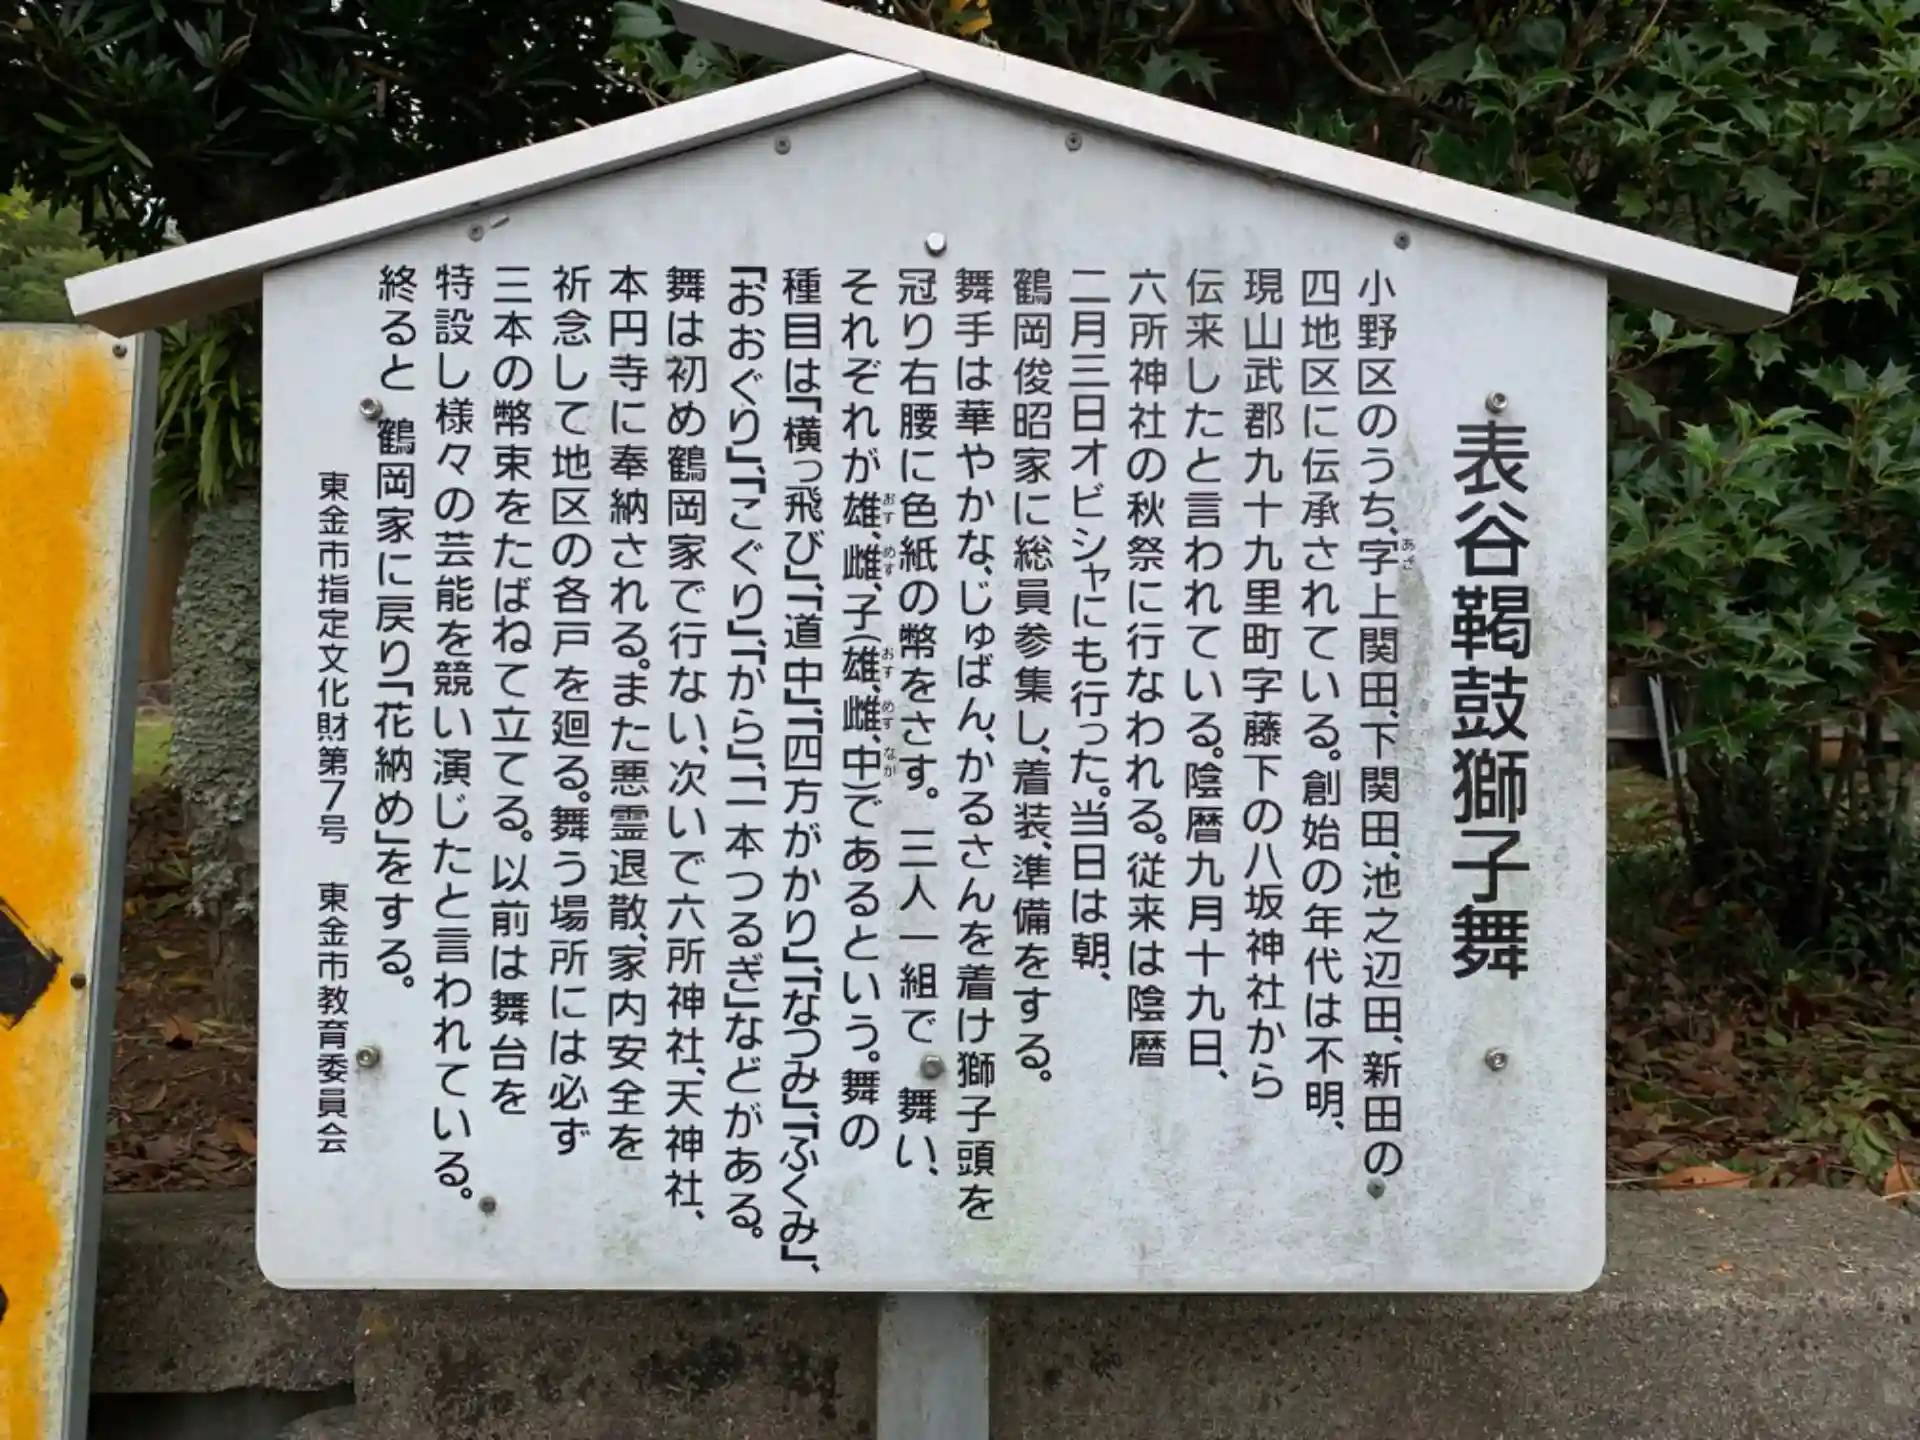 表谷鞨鼓獅子舞
小野区のうち、字上関田、下関田、池之辺田、新田の
四地区に伝承されている。創始の年代は不明、
現山武郡九十九里町字藤下の八坂神社から
伝来したと言われている。陰暦九月十九日、
六所神社の秋祭に行なわれる。従来は陰暦
二月三日オビシャにも行った。当日は朝、
鶴岡俊昭家に総員参集し、着装、準備をする。
舞手は華やかな、じゅばん、かるさんを着け獅子頭を
冠り右腰に色紙の幣をさす。三人一組で舞い、
それぞれが雄、雌、子(雄、雌、中)であるという。舞の
種目は『横っ飛び』、『道中』、『四方がかり』、『なつみ』、『ふくみ』、
『おおぐり』、『こぐり』、『から』、『一本つるぎ』などがある。
舞は初め鶴岡家で行ない、次いで六所神社、天神社、
本円寺に奉納される。また悪霊退散、家内安全を
祈念して地区の各戸を廻る。舞う場所には必ず
三本の幣束をたばねて立てる。以前は舞台を
特設し様々の芸能を競い演じたと言われている。
終ると鶴岡家に戻り『花納め』をする。
東金市指定文化財第7号　東金市教育委員会